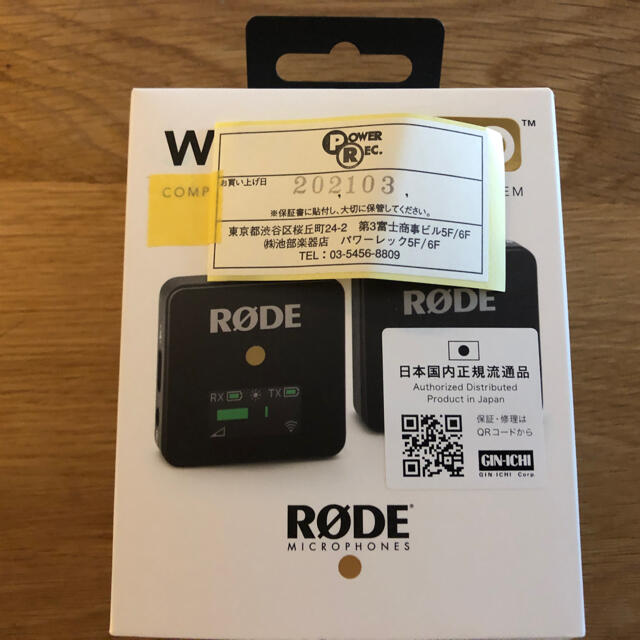 W
COMP
EM
TM
POWER
REC.
お買い上げ日
202103
※保証書に貼付し、大切に保管してください。
東京都渋谷区桜丘町24-2 第3富士商事ビル5F/6F
㈱池部楽器店 パワーレック5F/6F
TEL：03-5456-8809
RØDE
RØDE
RX TX
日本国内正規流通品
Authorized Distributed
Product in Japan
保証・修理は
QRコードから
GIN-ICHI
GIN-ICHI Corp.
RØDE®
MICROPHONES